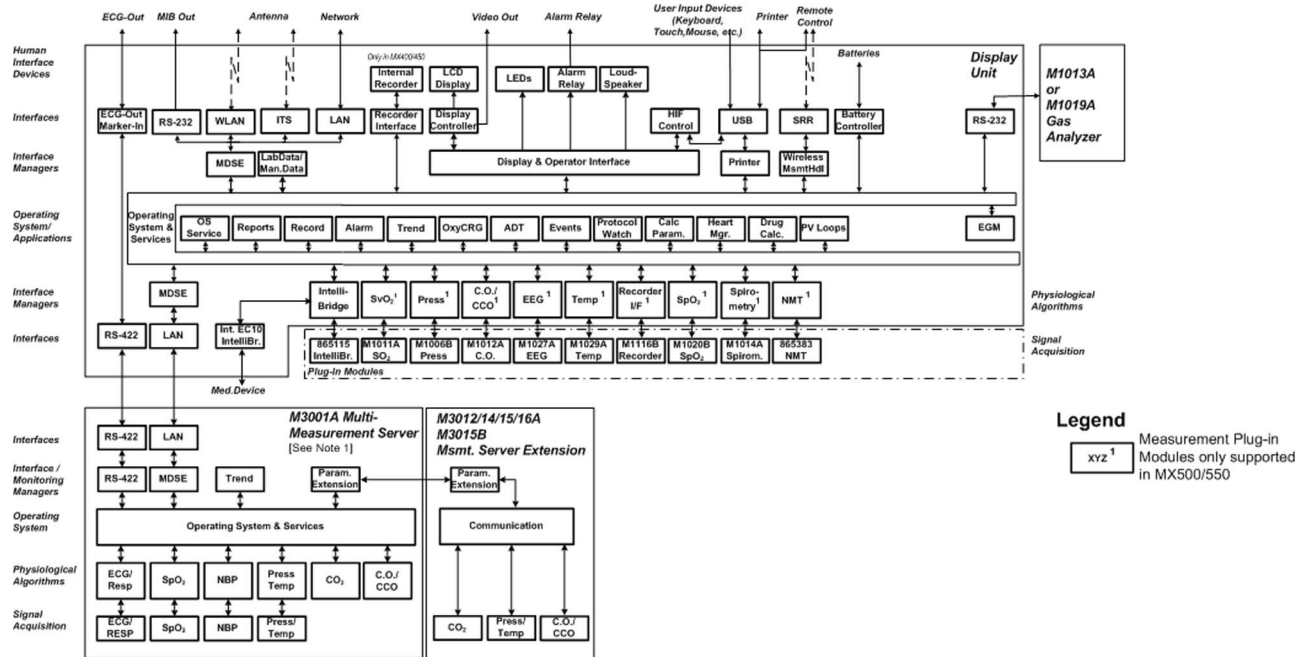 ECG-Out MIB Out Antenna Network Video Out Alarm Relay User Input Devices (Keyboard, Touch,Mouse, etc.) Printer Remote Control
Human Interface Devices
Only in MX400/450
Internal Recorder
LCD Display
LEDs
Alarm Relay
Loud-Speaker
Batteries
Display Unit
M1013A or M1019A Gas Analyzer
Interfaces
ECG-Out Marker-In
RS-232
WLAN
ITS
LAN
Recorder Interface
Display Controller
HIF Control
USB
SRR
Battery Controller
RS-232
Interface Managers
MDSE
LabData/ Man.Data
Display & Operator Interface
Printer
Wireless MsmtHdl
Operating System/ Applications
Operating System & Services
OS Service
Reports
Record
Alarm
Trend
OxyCRG
ADT
Events
Protocol Watch
Calc Param.
Heart Mgr.
Drug Calc.
PV Loops
EGM
Interface Managers
MDSE
Intelli-Bridge
SvO₂¹
Press¹
C.O./ CCO¹
EEG¹
Temp¹
Recorder I/F¹
SpO₂¹
Spiro-metry¹
NMT¹
Physiological Algorithms
Interfaces
RS-422
LAN
Int. EC10 IntelliBr.
865115 IntelliBr.
M1011A SO₂
M1006B Press
M1012A C.O.
M1027A EEG
M1029A Temp
M1116B Recorder
M1020B SpO₂
M1014A Spirom.
865383 NMT
Signal Acquisition
Plug-In Modules
Med.Device
M3001A Multi-Measurement Server
[See Note 1]
M3012/14/15/16A
M3015B
Msmt. Server Extension
Interfaces
RS-422
LAN
Interface / Monitoring Managers
RS-422
MDSE
Trend
Param. Extension
Param. Extension
Operating System
Operating System & Services
Communication
Physiological Algorithms
ECG/ Resp
SpO₂
NBP
Press Temp
CO₂
C.O./ CCO
Signal Acquisition
ECG/ RESP
SpO₂
NBP
Press/ Temp
CO₂
Press/ Temp
C.O./ CCO
Legend
XYZ¹
Measurement Plug-in
Modules only supported
in MX500/550